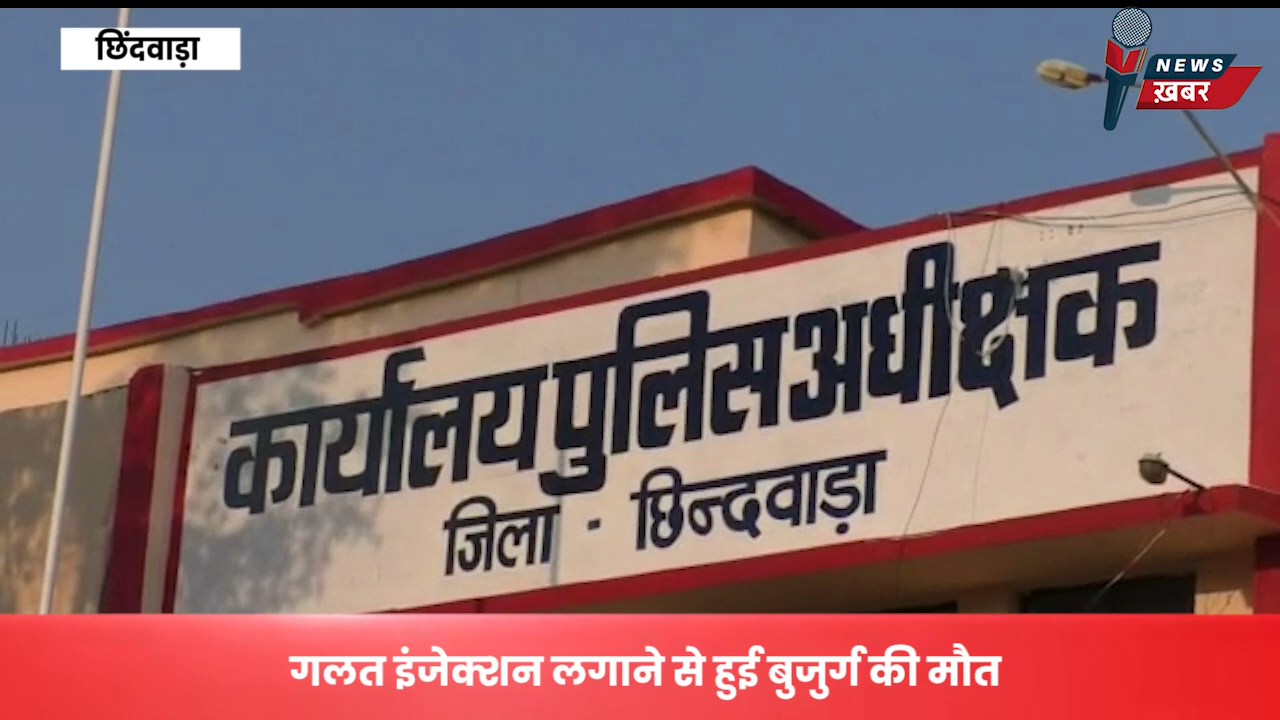 छिंदवाड़ा
NEWS
ख़बर
कार्यालय पुलिस अधीक्षक
जिला - छिन्दवाड़ा
गलत इंजेक्शन लगाने से हुई बुजुर्ग की मौत